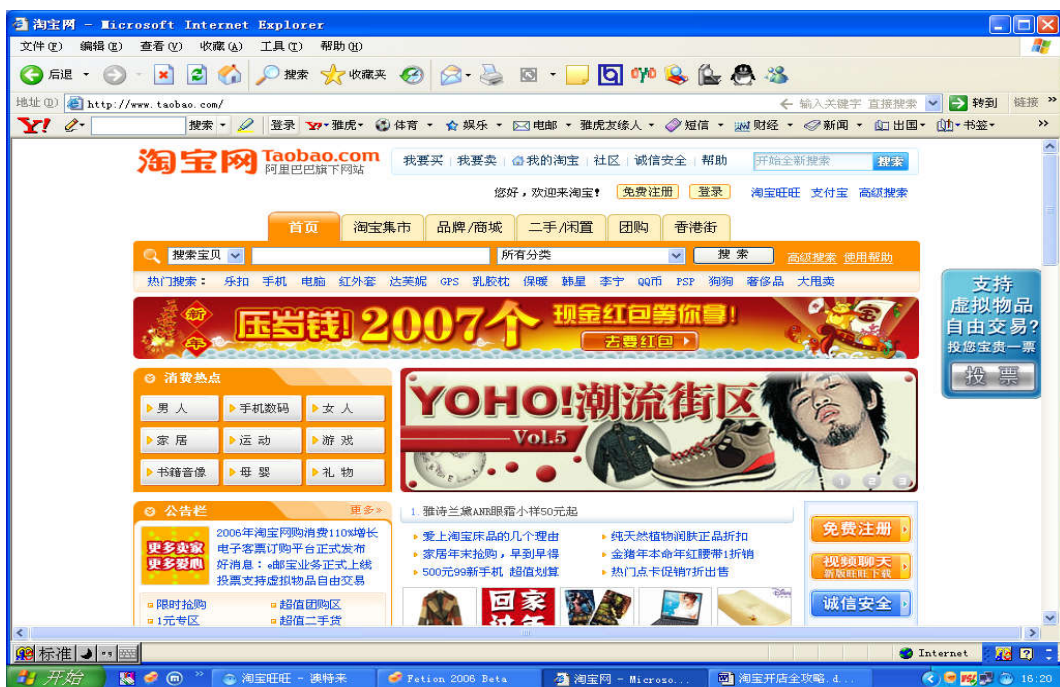 淘宝网 - Microsoft Internet Explorer
文件(F) 编辑(E) 查看(V) 收藏(A) 工具(T) 帮助(H)
后退 搜索 收藏夹
地址(D) http://www.taobao.com/ 输入关键字 直接搜索 转到 链接 »
Y! 搜索 登录 雅虎 体育 娱乐 电邮 雅虎友缘人 短信 财经 新闻 出国 书签 »
淘宝网 Taobao.com 我要买 我要卖 我的淘宝 社区 诚信安全 帮助 开始全新搜索 搜索
阿里巴巴旗下网站
您好，欢迎来淘宝！ 免费注册 登录 淘宝旺旺 支付宝 高级搜索
首页 淘宝集市 品牌/商城 二手/闲置 团购 香港街
搜索宝贝 所有分类 搜 索 高级搜索 使用帮助
热门搜索： 乐扣 手机 电脑 红外套 达芙妮 GPS 乳胶枕 保暖 韩星 李宁 QQ币 PSP 狗狗 奢侈品 大甩卖
新年 压岁钱! 2007个 现金红包等你拿!
去要红包
支持
虚拟物品
自由交易?
投您宝贵一票
投 票
消费热点
男 人 手机数码 女 人
家 居 运 动 游 戏
书籍音像 母 婴 礼 物
YOHO!潮流街区
Vol.5
1 2 3
公告栏 更多»
更多卖家
更多爱心
2006年淘宝网购消费110%增长
电子客票订购平台正式发布
好消息：e邮宝业务正式上线
投票支持虚拟物品自由交易
限时抢购 超值团购区
1元专区 超值二手货
1. 雅诗兰黛ANR眼霜小样50元起
爱上淘宝床品的几个理由 纯天然植物润肤正品折扣
家居年末抢购，早到早得 金猪年本命年红腰带1折销
500元99新手机 超值划算 热门点卡促销7折出售
回家
过年
Disney
免费注册
视频聊天
新版旺旺下载
诚信安全
标准
Internet
开始 » 淘宝旺旺 - Fetion 2006 Beta 淘宝网 - Microso... 淘宝开店全攻略.d... 16:20